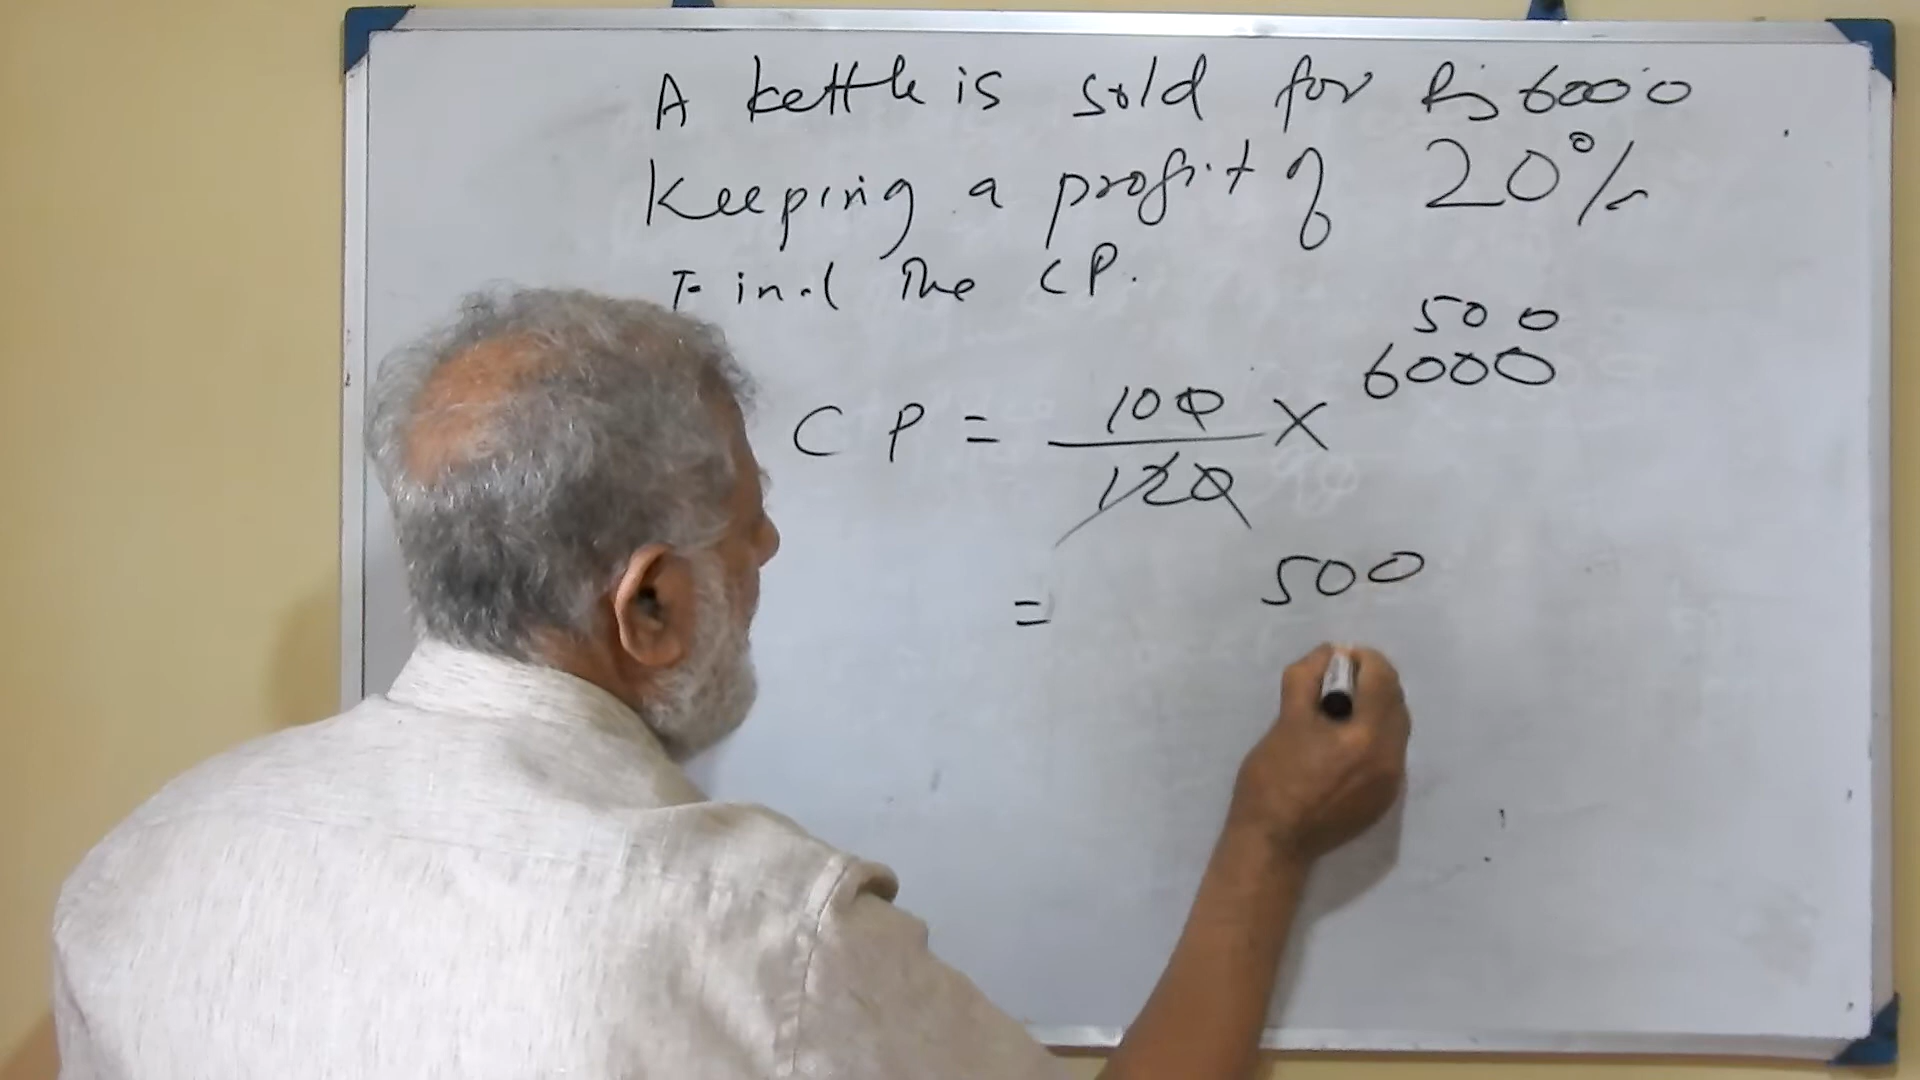 A kettle is sold for Rs 6000
Keeping a profit of 20%
Find the CP.
500
CP = 100/120 × 6000
= 500